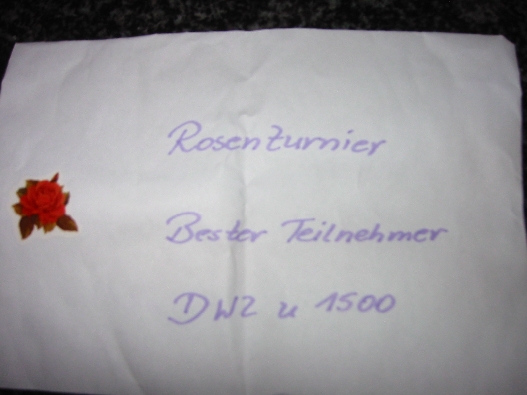 Rosenturnier
Bester Teilnehmer
DWZ u 1500